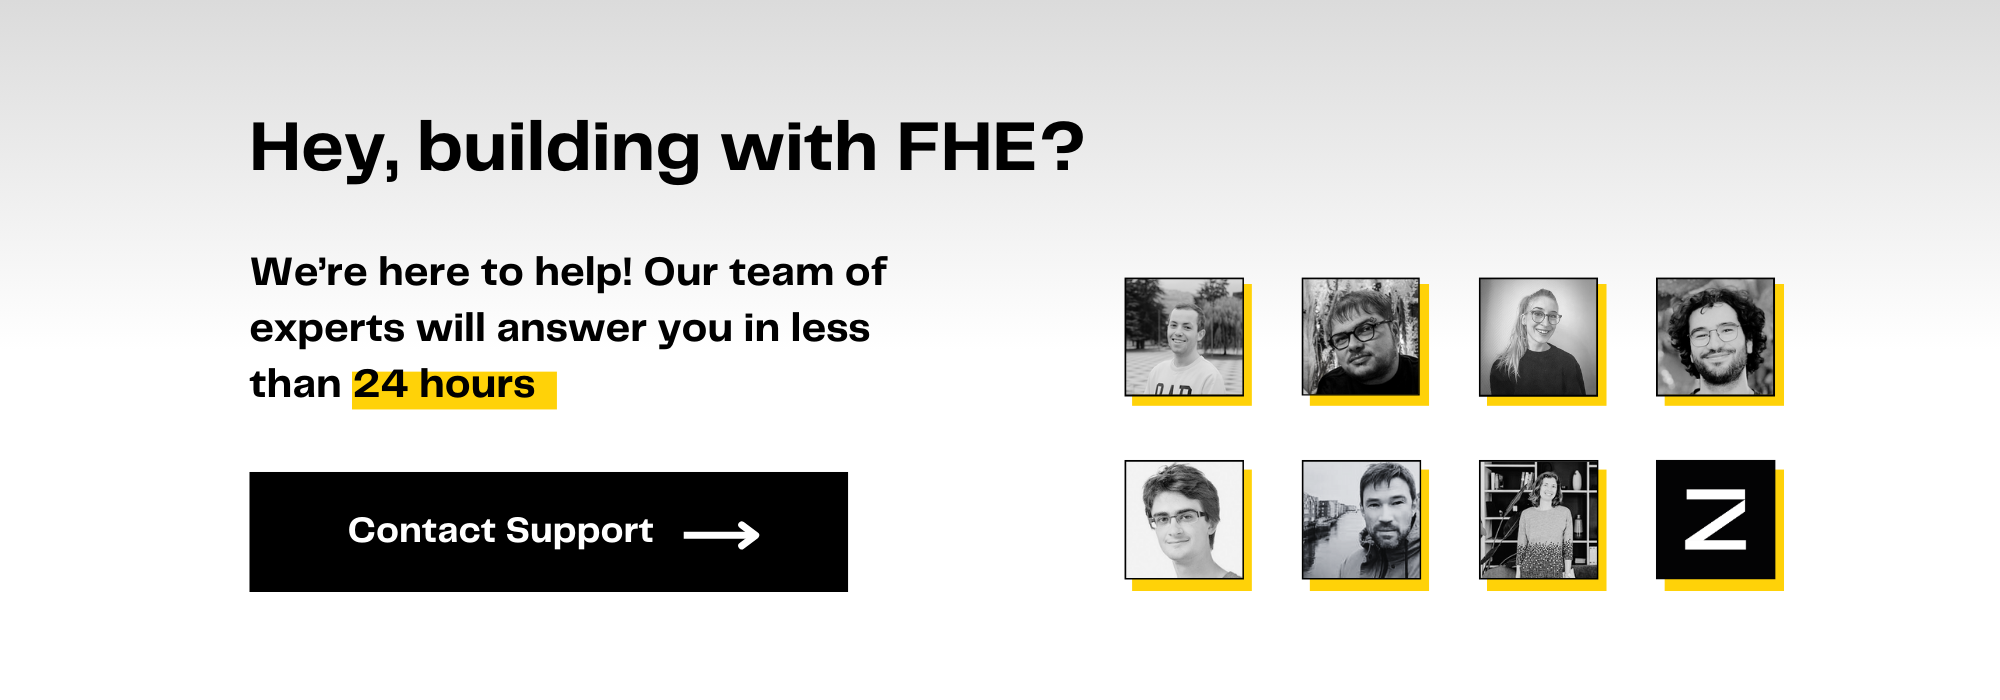 Hey, building with FHE?
We’re here to help! Our team of
experts will answer you in less
than 24 hours
Contact Support
Z